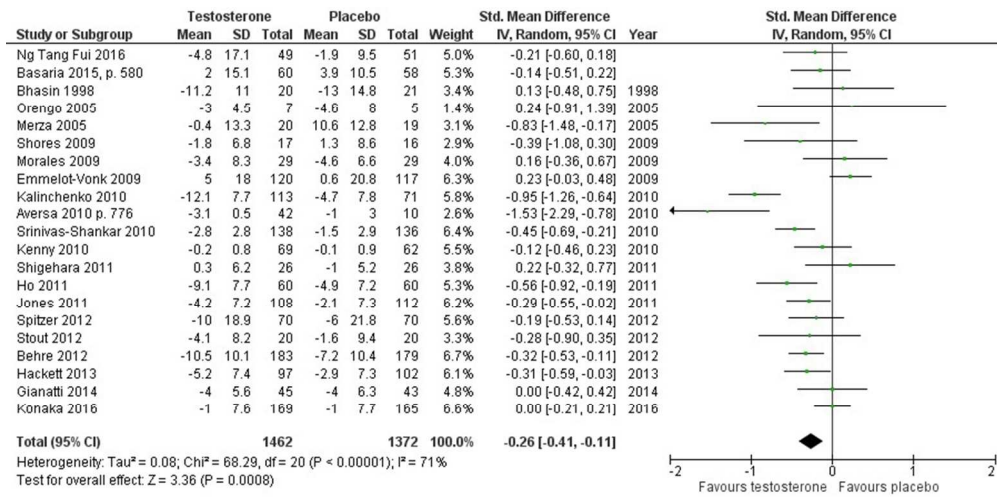 Testosterone Placebo Std. Mean Difference Std. Mean Difference
Study or Subgroup Mean SD Total Mean SD Total Weight IV, Random, 95% CI Year IV, Random, 95% CI
Ng Tang Fui 2016 -4.8 17.1 49 -1.9 9.5 51 5.0% -0.21 [-0.60, 0.18]
Basaria 2015, p. 580 2 15.1 60 3.9 10.5 58 5.3% -0.14 [-0.51, 0.22]
Bhasin 1998 -11.2 11 20 -13 14.8 21 3.4% 0.13 [-0.48, 0.75] 1998
Orengo 2005 -3 4.5 7 -4.6 8 5 1.4% 0.24 [-0.91, 1.39] 2005
Merza 2005 -0.4 13.3 20 10.6 12.8 19 3.1% -0.83 [-1.48, -0.17] 2005
Shores 2009 -1.8 6.8 17 1.3 8.6 16 2.9% -0.39 [-1.08, 0.30] 2009
Morales 2009 -3.4 8.3 29 -4.6 6.6 29 4.1% 0.16 [-0.36, 0.67] 2009
Emmelot-Vonk 2009 5 18 120 0.6 20.8 117 6.3% 0.23 [-0.03, 0.48] 2009
Kalinchenko 2010 -12.1 7.7 113 -4.7 7.8 71 5.7% -0.95 [-1.26, -0.64] 2010
Aversa 2010 p. 776 -3.1 0.5 42 -1 3 10 2.6% -1.53 [-2.29, -0.78] 2010
Srinivas-Shankar 2010 -2.8 2.8 138 -1.5 2.9 136 6.4% -0.45 [-0.69, -0.21] 2010
Kenny 2010 -0.2 0.8 69 -0.1 0.9 62 5.4% -0.12 [-0.46, 0.23] 2010
Shigehara 2011 0.3 6.2 26 -1 5.2 26 3.8% 0.22 [-0.32, 0.77] 2011
Ho 2011 -9.1 7.7 60 -4.9 7.2 60 5.2% -0.56 [-0.92, -0.19] 2011
Jones 2011 -4.2 7.2 108 -2.1 7.3 112 6.2% -0.29 [-0.55, -0.02] 2011
Spitzer 2012 -10 18.9 70 -6 21.8 70 5.5% -0.19 [-0.53, 0.14] 2012
Stout 2012 -4.1 8.2 20 -1.6 9.4 20 3.3% -0.28 [-0.90, 0.35] 2012
Behre 2012 -10.5 10.1 183 -7.2 10.4 179 6.7% -0.32 [-0.53, -0.11] 2012
Hackett 2013 -5.2 7.4 97 -2.9 7.3 102 6.1% -0.31 [-0.59, -0.03] 2013
Gianatti 2014 -4 5.6 45 -4 6.3 43 4.8% 0.00 [-0.42, 0.42] 2014
Konaka 2016 -1 7.6 169 -1 7.7 165 6.6% 0.00 [-0.21, 0.21] 2016
Total (95% CI) 1462 1372 100.0% -0.26 [-0.41, -0.11]
Heterogeneity: Tau² = 0.08; Chi² = 68.29, df = 20 (P < 0.00001); I² = 71%
Test for overall effect: Z = 3.36 (P = 0.0008)
-2 -1 0 1 2
Favours testosterone Favours placebo